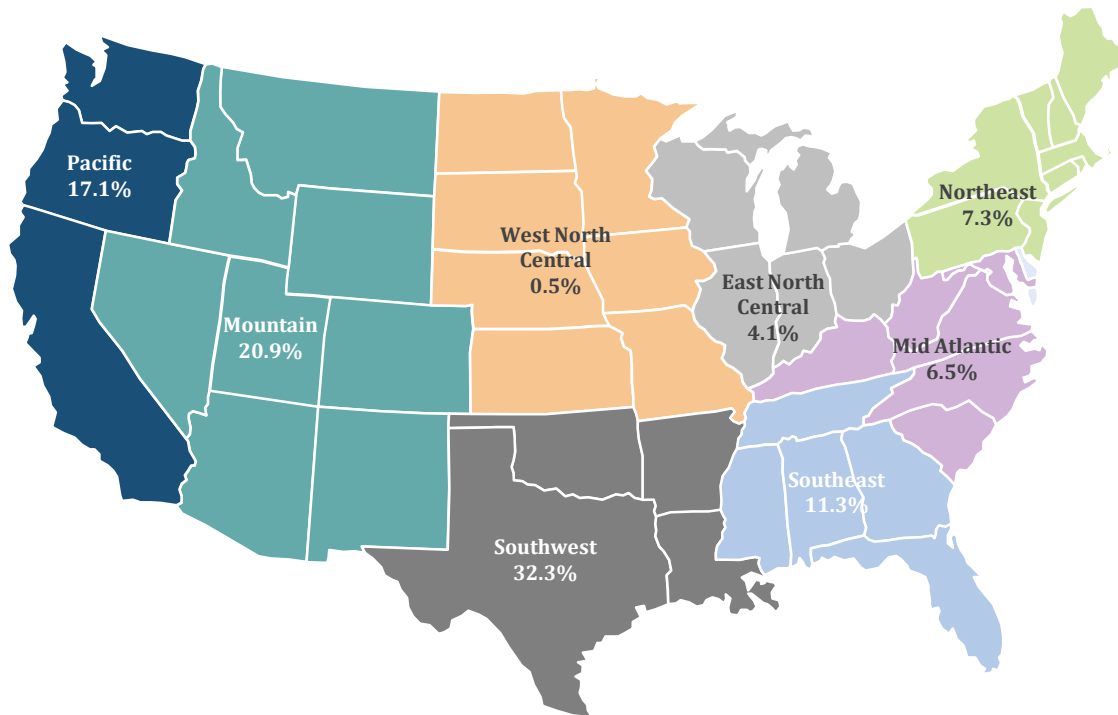 Pacific
17.1%
Mountain
20.9%
West North
Central
0.5%
East North
Central
4.1%
Northeast
7.3%
Mid Atlantic
6.5%
Southeast
11.3%
Southwest
32.3%